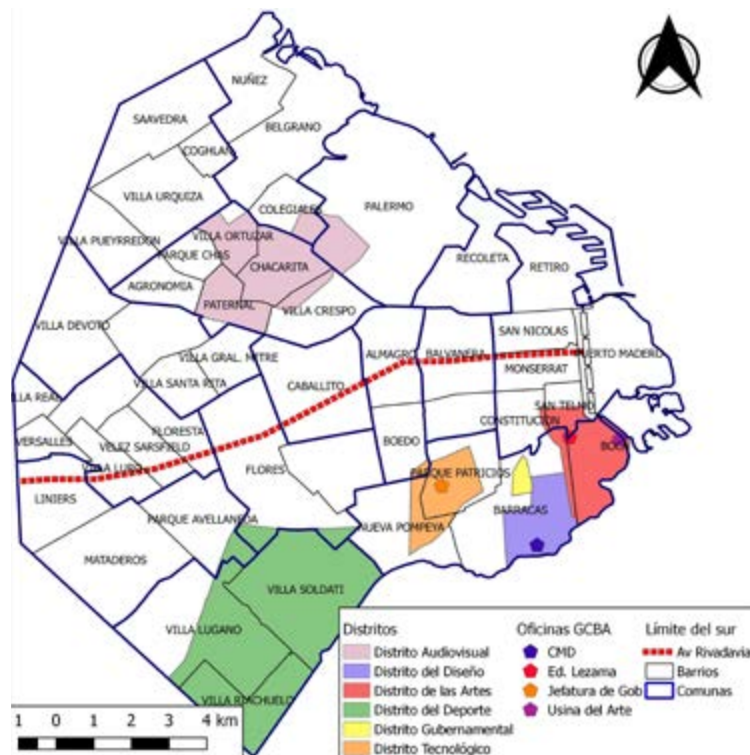 NUÑEZ
SAAVEDRA
BELGRANO
COGHLAN
VILLA URQUIZA
COLEGIALES
PALERMO
VILLA PUEYRREDON
VILLA ORTUZAR
PARQUE CHAS
CHACARITA
RECOLETA
RETIRO
AGRONOMIA
PATERNAL
VILLA CRESPO
VILLA DEVOTO
SAN NICOLAS
VILLA GRAL. MITRE
ALMAGRO
BALVANERA
PUERTO MADERO
MONSERRAT
VILLA SANTA RITA
CABALLITO
LLA REAL
SAN TELMO
CONSTITUCION
FLORESTA
VERSALLES
VELEZ SARSFIELD
BOEDO
BOCA
VILLA LURO
FLORES
PARQUE PATRICIOS
LINIERS
BARRACAS
PARQUE AVELLANEDA
NUEVA POMPEYA
MATADEROS
VILLA SOLDATI
VILLA LUGANO
VILLA RIACHUELO
1 0 1 2 3 4 km
Distritos
Distrito Audiovisual
Distrito del Diseño
Distrito de las Artes
Distrito del Deporte
Distrito Gubernamental
Distrito Tecnológico
Oficinas GCBA
CMD
Ed. Lezama
Jefatura de Gob
Usina del Arte
Límite del sur
Av Rivadavia
Barrios
Comunas